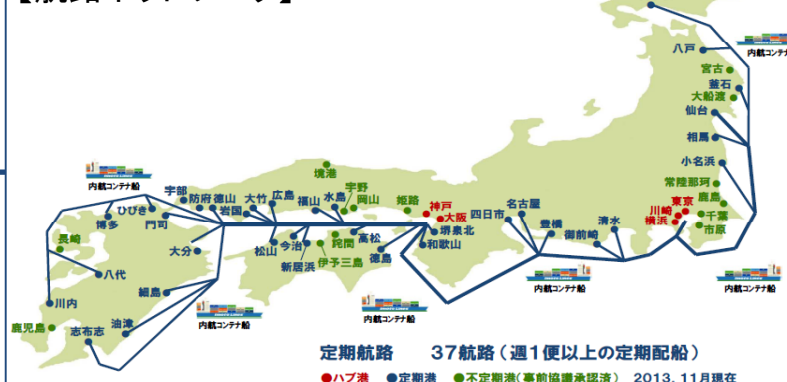 八戸
内航コンテナ船
宮古
釜石
大船渡
仙台
相馬
小名浜
常陸那珂
鹿島
東京
川崎
横浜
千葉
市原
内航コンテナ船
境港
内航コンテナ船
宇部
防府
徳山
岩国
大竹
広島
福山
水島
宇野
岡山
姫路
神戸
大阪
四日市
名古屋
豊橋
御前崎
清水
ひびき
博多
門司
長崎
大分
松山
今治
新居浜
伊予三島
詫間
高松
徳島
堺泉北
和歌山
八代
細島
内航コンテナ船
内航コンテナ船
川内
鹿児島
志布志
油津
内航コンテナ船
内航コンテナ船
定期航路 37航路(週1便以上の定期配船)
●ハブ港 ●定期港 ●不定期港(事前協議承認済) 2013.11月現在